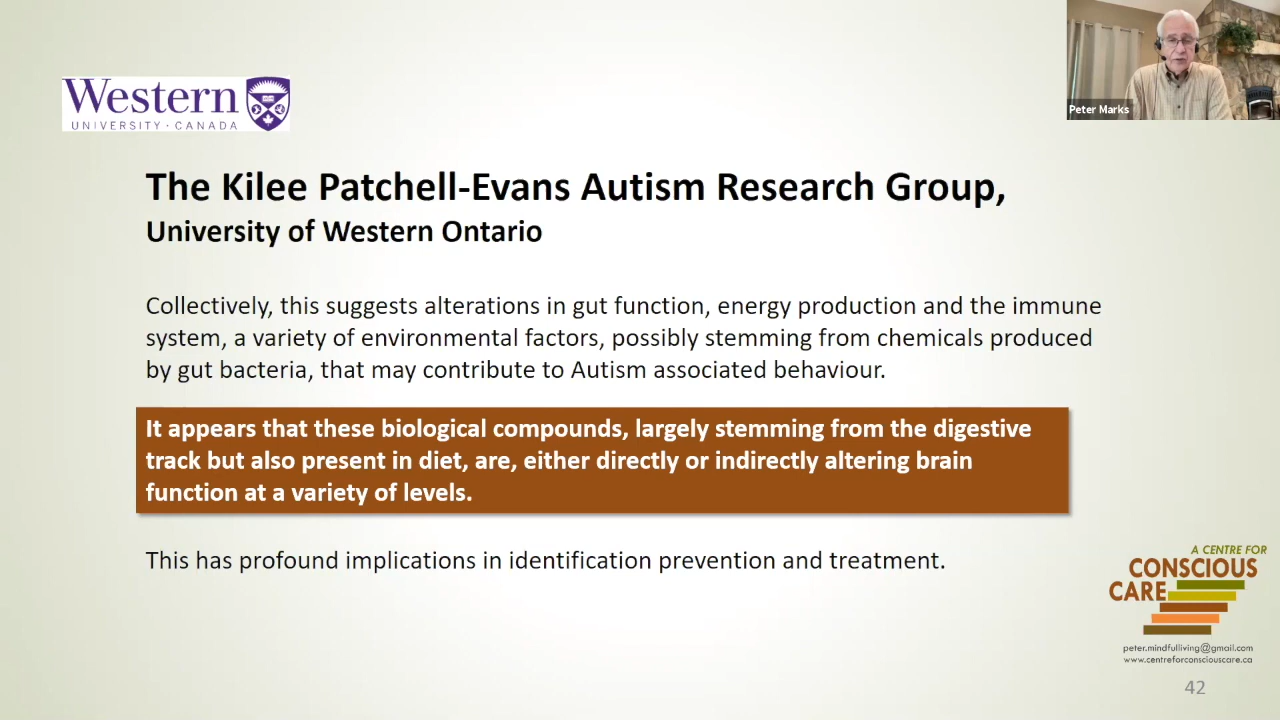 Peter Marks
Western
UNIVERSITY · CANADA
The Kilee Patchell-Evans Autism Research Group,
University of Western Ontario
Collectively, this suggests alterations in gut function, energy production and the immune
system, a variety of environmental factors, possibly stemming from chemicals produced
by gut bacteria, that may contribute to Autism associated behaviour.
It appears that these biological compounds, largely stemming from the digestive
track but also present in diet, are, either directly or indirectly altering brain
function at a variety of levels.
This has profound implications in identification prevention and treatment.
A CENTRE FOR
CONSCIOUS
CARE
peter.mindfulliving@gmail.com
www.centreforconsciouscare.ca
42